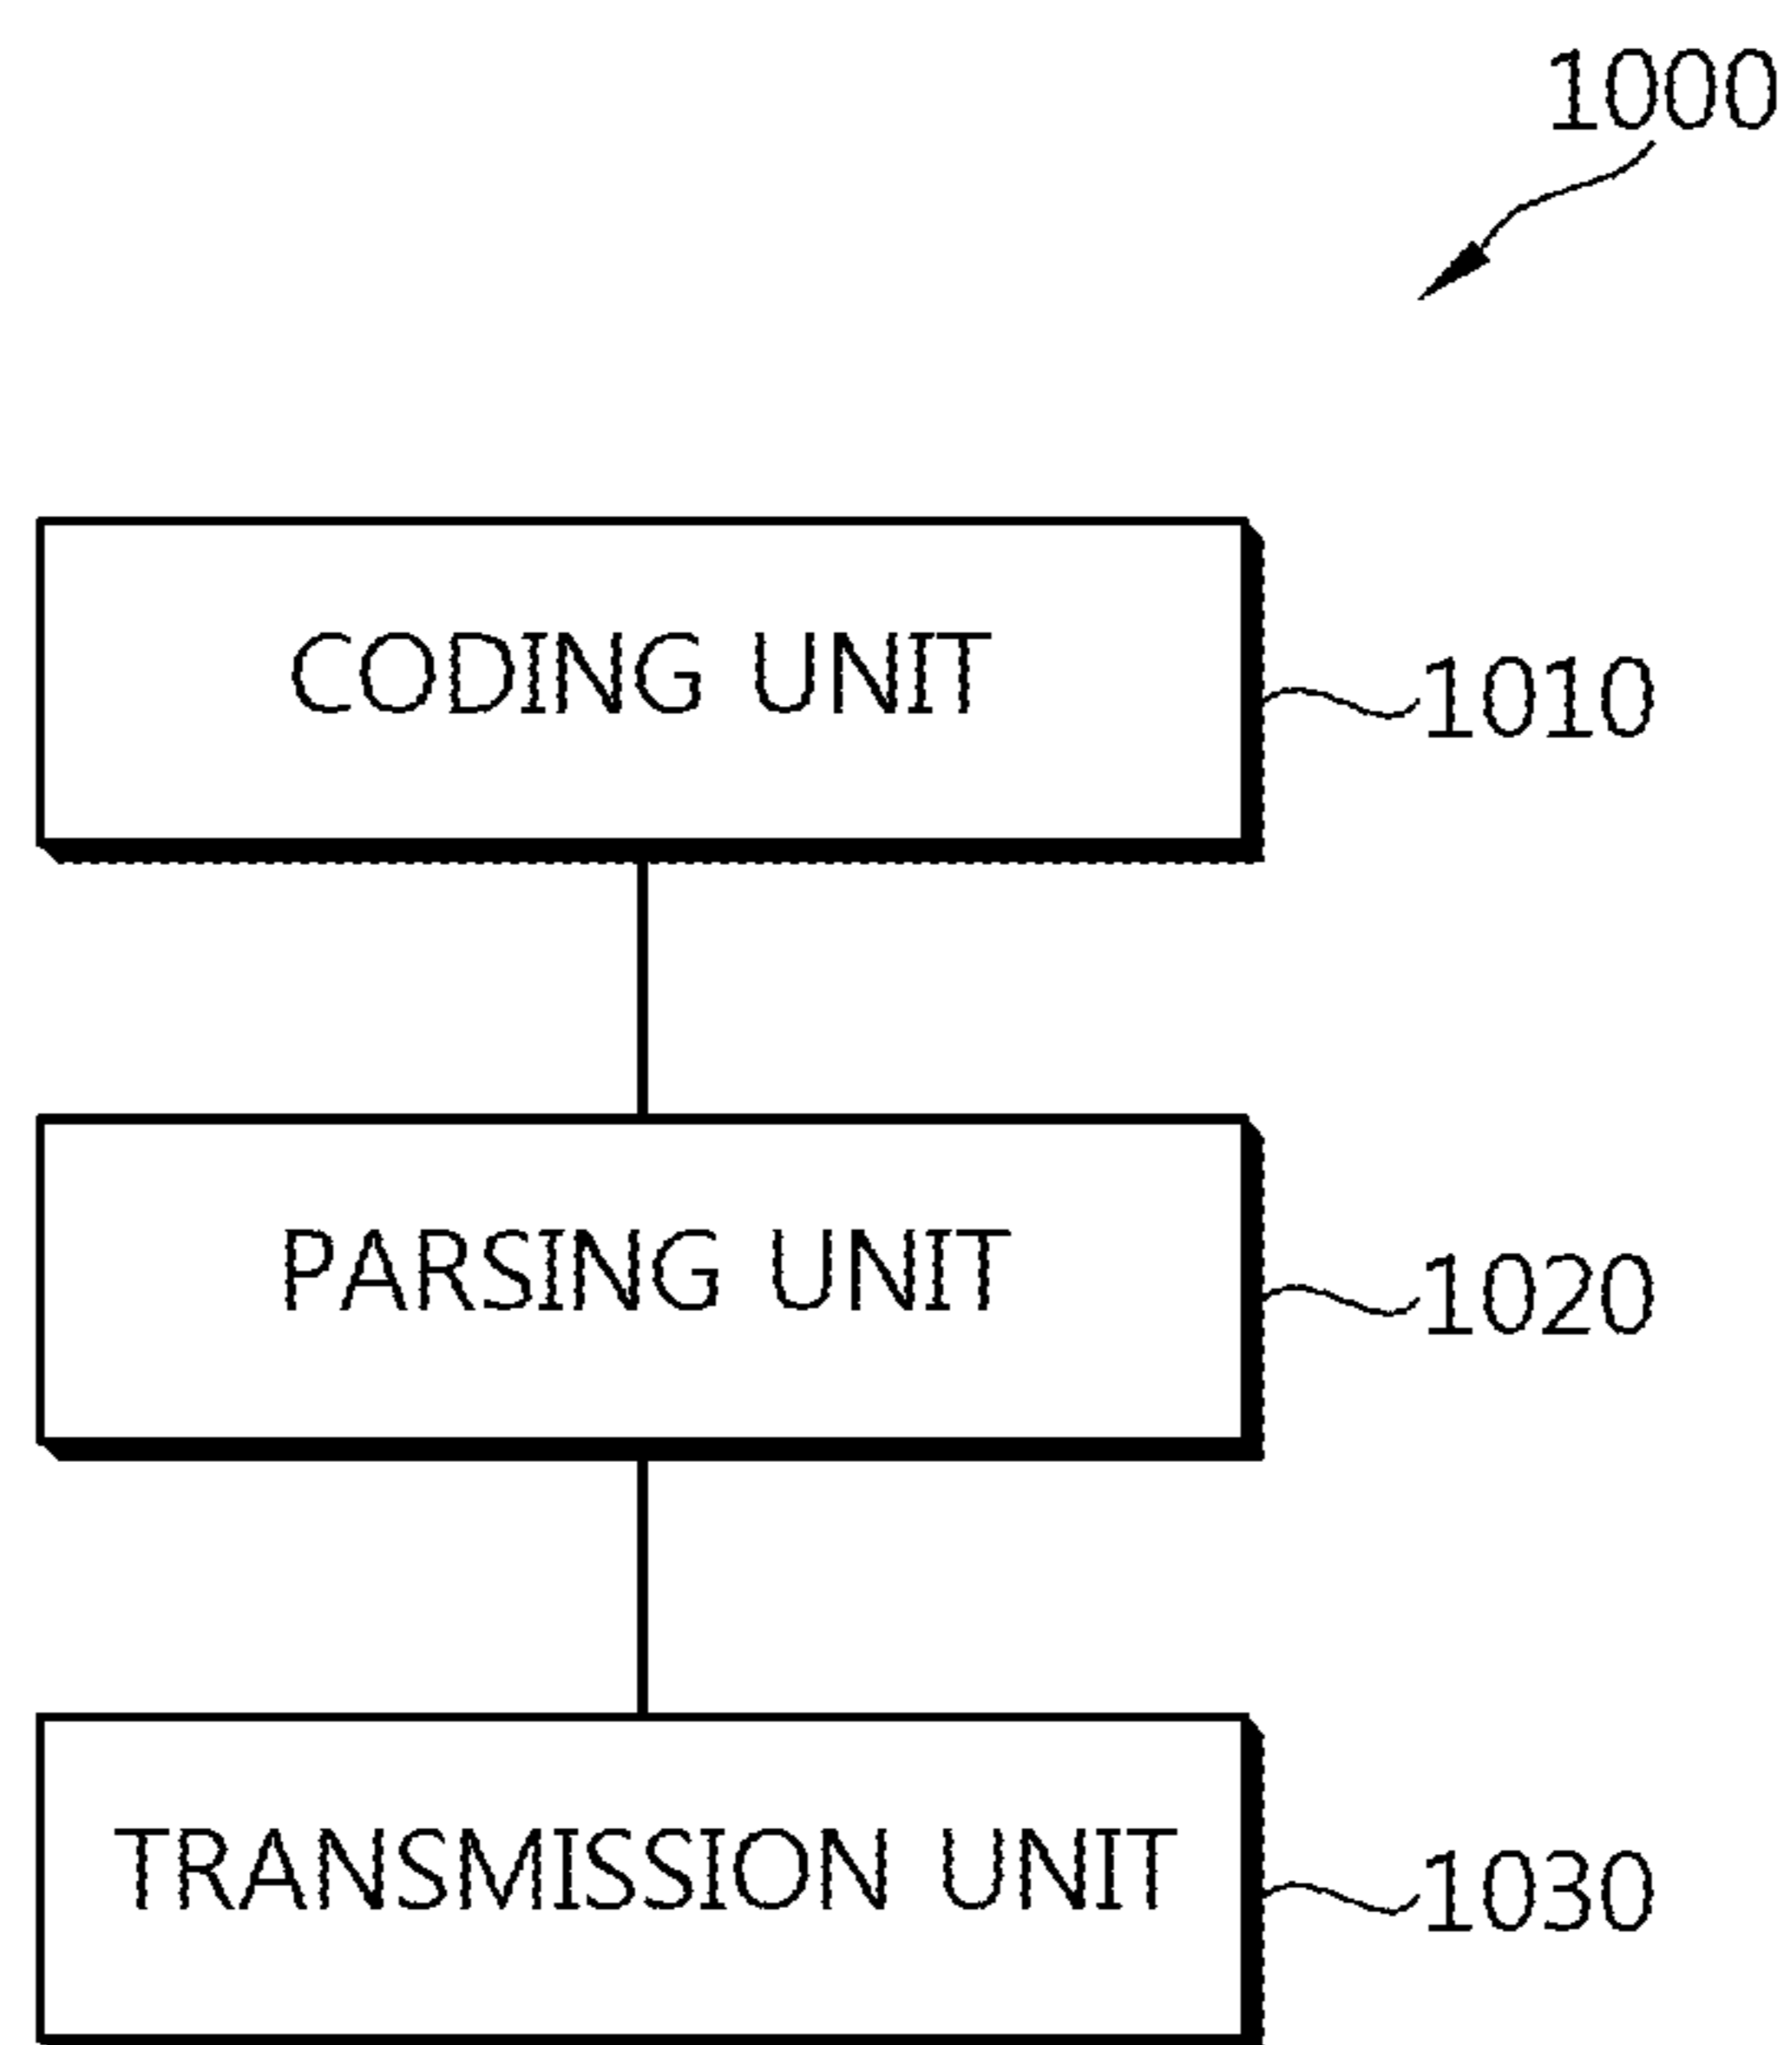 1000
CODING UNIT
1010
PARSING UNIT
1020
TRANSMISSION UNIT
1030